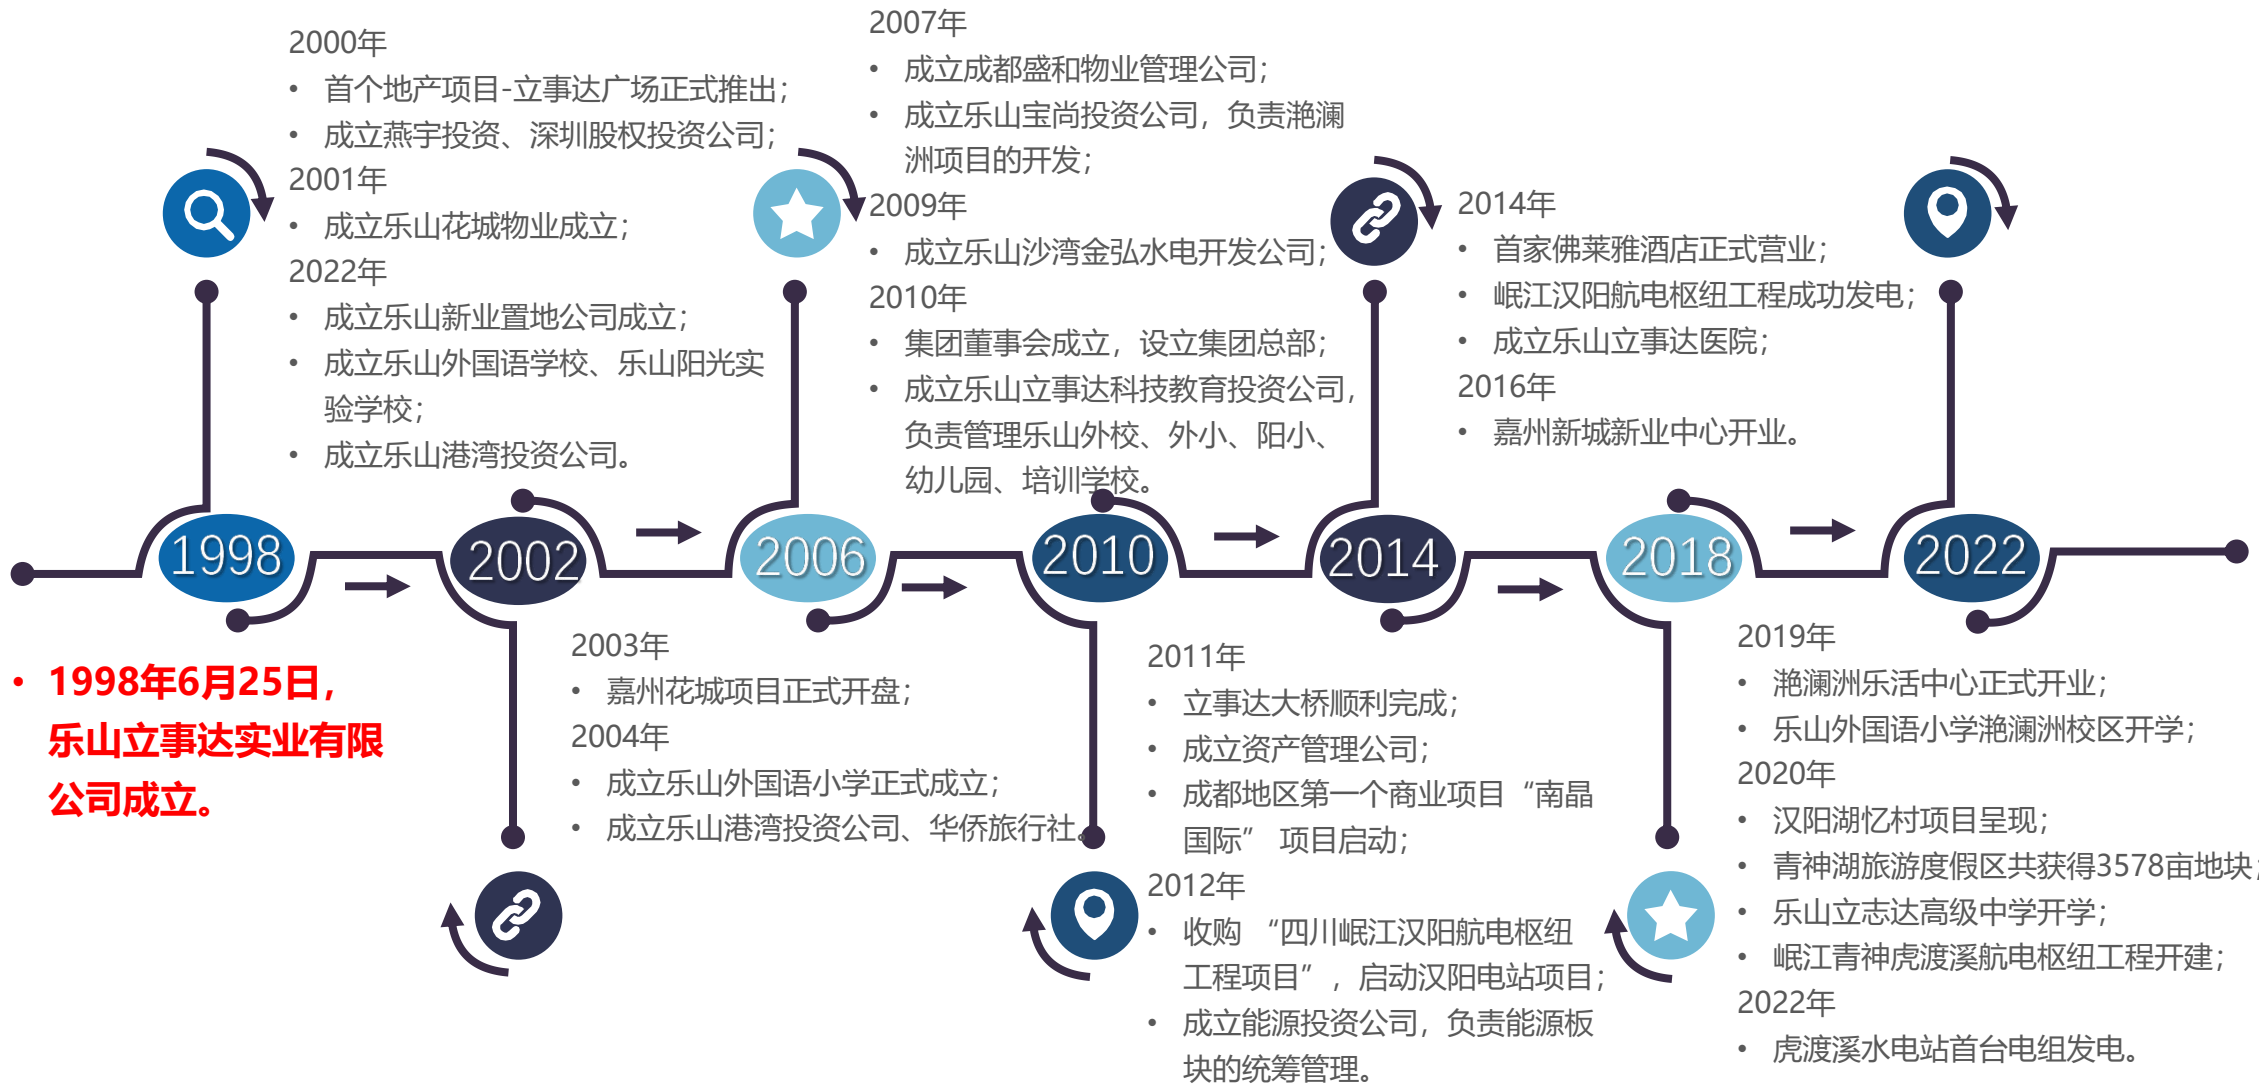 2000年
• 首个地产项目-立事达广场正式推出；
• 成立燕宇投资、深圳股权投资公司；
2001年
• 成立乐山花城物业成立；
2022年
• 成立乐山新业置地公司成立；
• 成立乐山外国语学校、乐山阳光实
验学校；
• 成立乐山港湾投资公司。
2007年
• 成立成都盛和物业管理公司；
• 成立乐山宝尚投资公司，负责滟澜
洲项目的开发；
2009年
• 成立乐山沙湾金弘水电开发公司；
2010年
• 集团董事会成立，设立集团总部；
• 成立乐山立事达科技教育投资公司，
负责管理乐山外校、外小、阳小、
幼儿园、培训学校。
2014年
• 首家佛莱雅酒店正式营业；
• 岷江汉阳航电枢纽工程成功发电；
• 成立乐山立事达医院；
2016年
• 嘉州新城新业中心开业。
1998
2002
2006
2010
2014
2018
2022
• 1998年6月25日，
乐山立事达实业有限
公司成立。
2003年
• 嘉州花城项目正式开盘；
2004年
• 成立乐山外国语小学正式成立；
• 成立乐山港湾投资公司、华侨旅行社。
2011年
• 立事达大桥顺利完成；
• 成立资产管理公司；
• 成都地区第一个商业项目“南晶
国际” 项目启动；
2012年
• 收购 “四川岷江汉阳航电枢纽
工程项目”，启动汉阳电站项目；
• 成立能源投资公司，负责能源板
块的统筹管理。
2019年
• 滟澜洲乐活中心正式开业；
• 乐山外国语小学滟澜洲校区开学；
2020年
• 汉阳湖忆村项目呈现；
• 青神湖旅游度假区共获得3578亩地块；
• 乐山立志达高级中学开学；
• 岷江青神虎渡溪航电枢纽工程开建；
2022年
• 虎渡溪水电站首台电组发电。